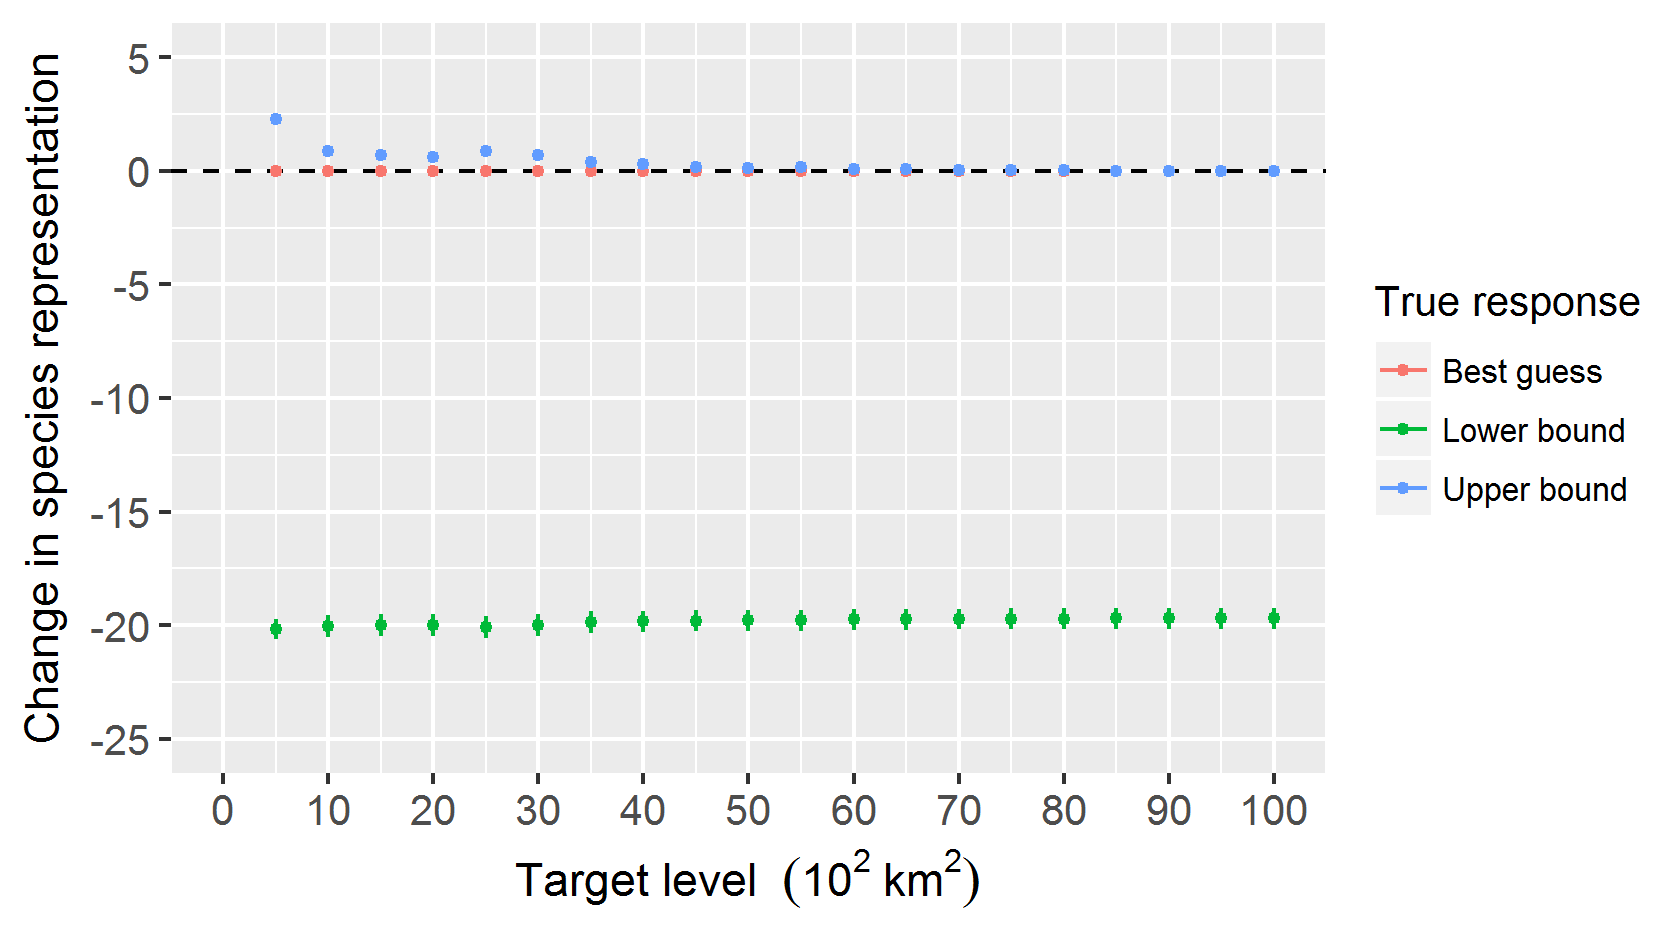 Change in species representation
5
0
-5
-10
-15
-20
-25
0 10 20 30 40 50 60 70 80 90 100
Target level (10² km²)
True response
Best guess
Lower bound
Upper bound